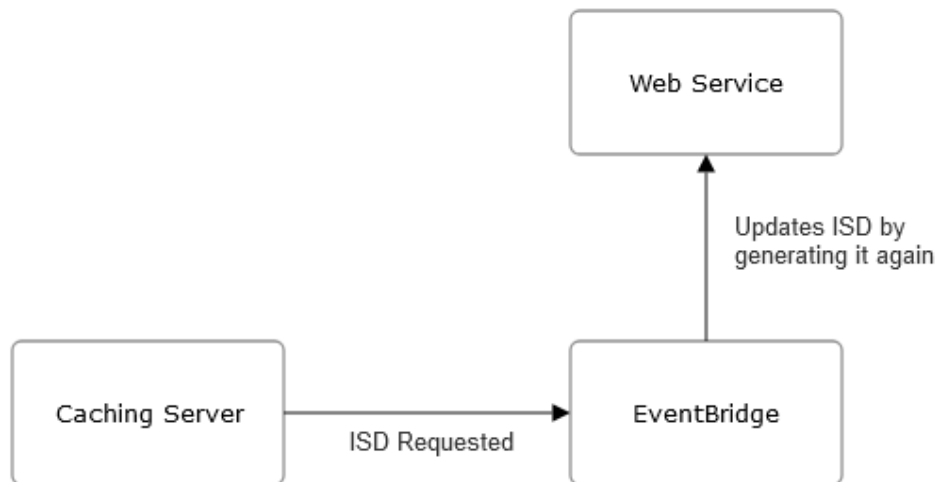 Web Service
Updates ISD by
generating it again
Caching Server
ISD Requested
EventBridge